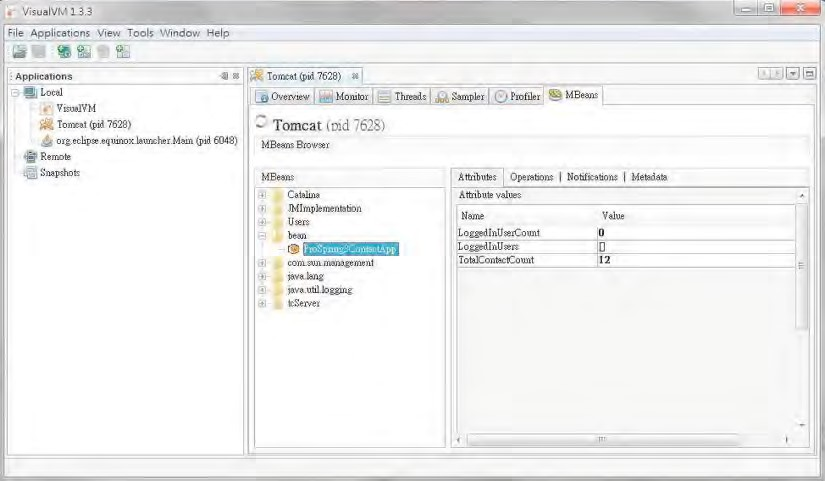 VisualVM 1.3.3
File Applications View Tools Window Help
Applications
Local
VisualVM
Tomcat (pid 7628)
org.eclipse.equinox.launcher.Main (pid 6048)
Remote
Snapshots
Tomcat (pid 7628)
Overview Monitor Threads Sampler Profiler MBeans
Tomcat (pid 7628)
MBeans Browser
MBeans
Catalina
JMImplementation
Users
bean
ProSpring3ContactApp
com.sun.management
java.lang
java.util.logging
tcServer
Attributes Operations | Notifications | Metadata
Attribute values
Name Value
LoggedInUserCount 0
LoggedInUsers []
TotalContactCount 12